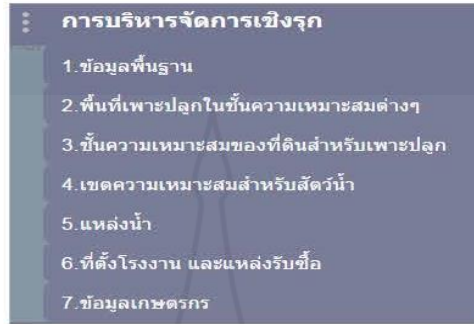 การบริหารจัดการเชิงรุก
1.ข้อมูลพื้นฐาน
2.พื้นที่เพาะปลูกในชั้นความเหมาะสมต่างๆ
3.ชั้นความเหมาะสมของที่ดินสำหรับเพาะปลูก
4.เขตความเหมาะสมสำหรับสัตว์น้ำ
5.แหล่งน้ำ
6.ที่ตั้งโรงงาน และแหล่งรับซื้อ
7.ข้อมูลเกษตรกร